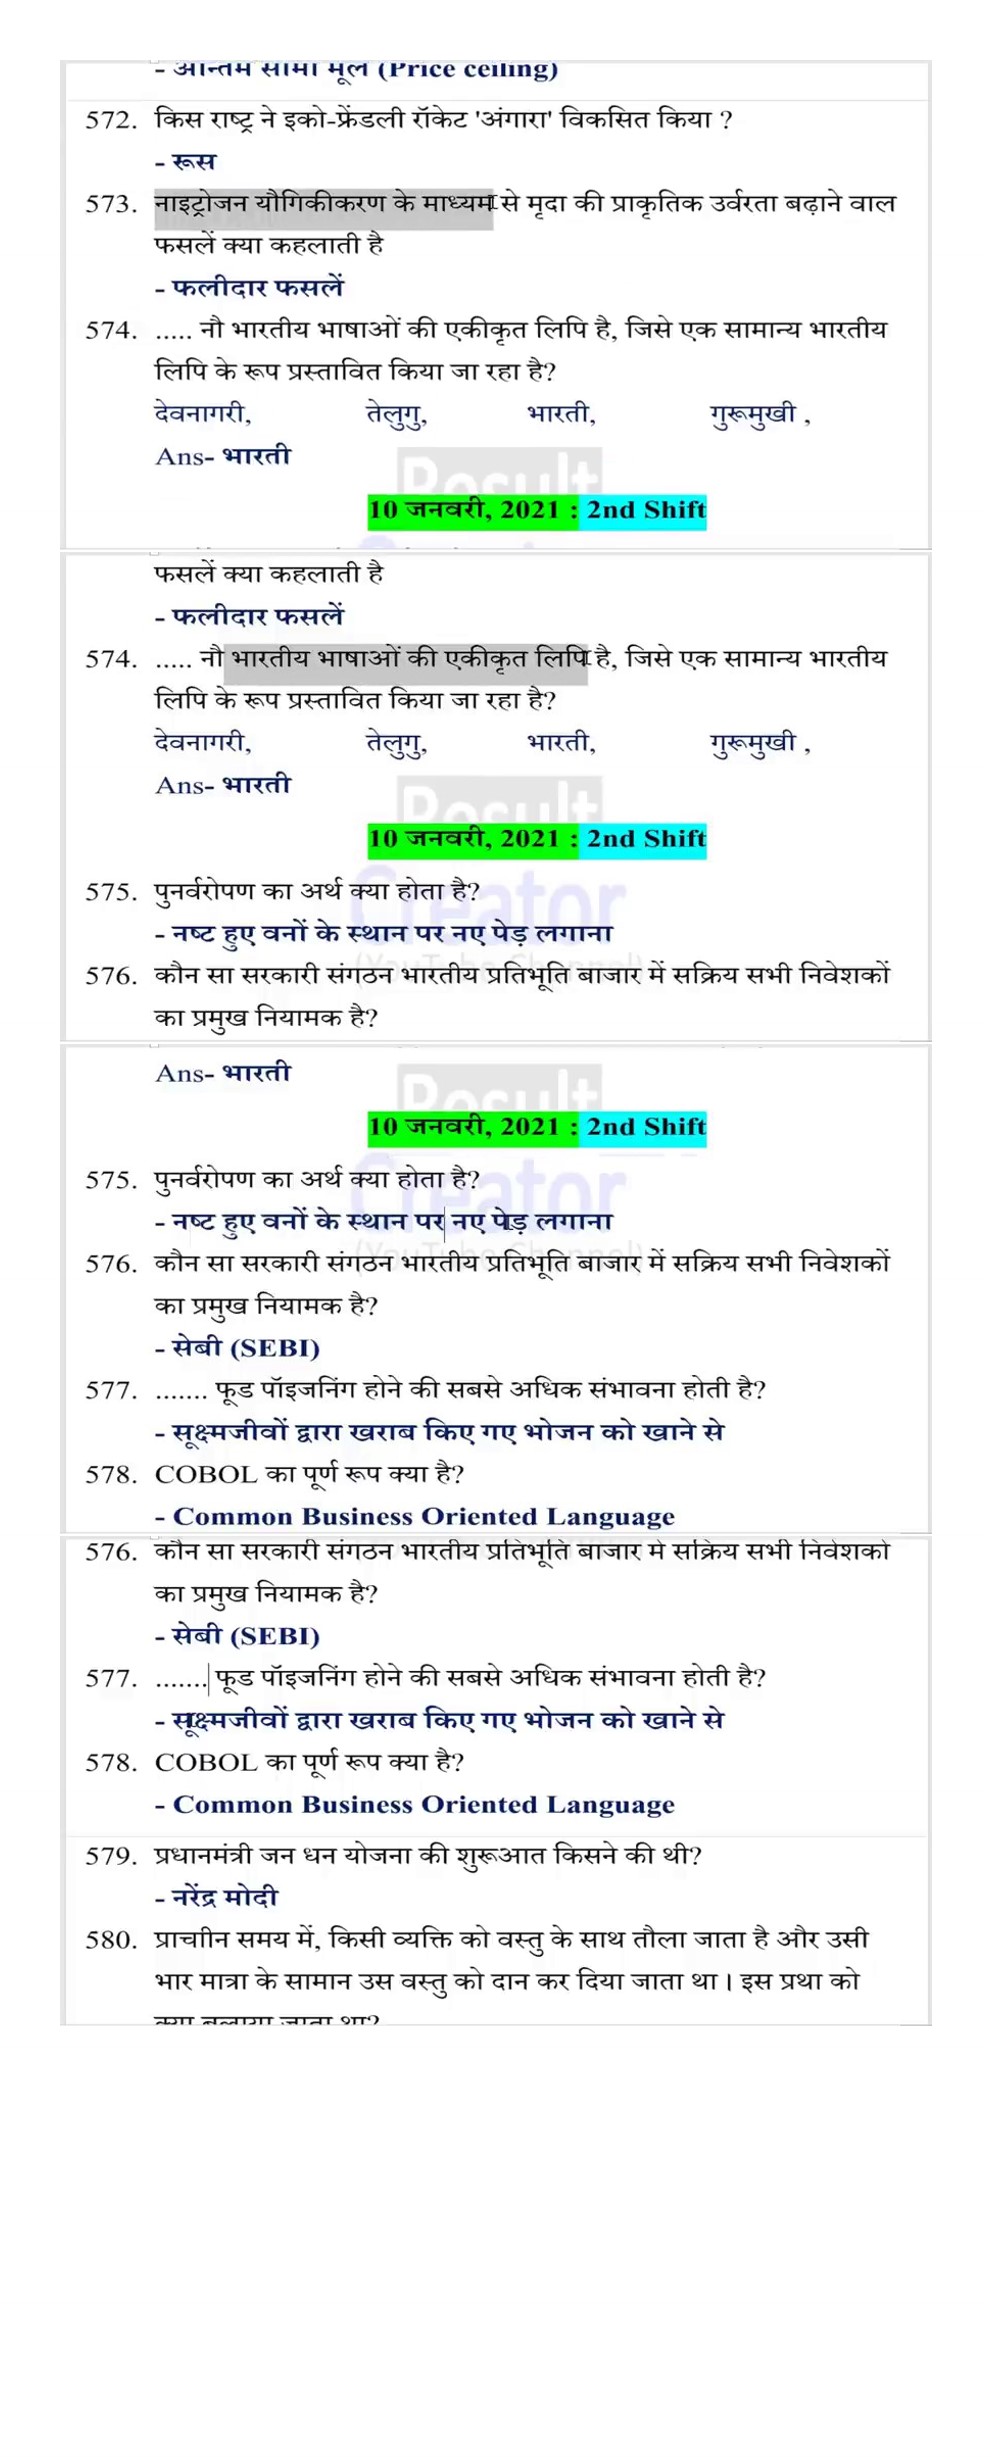 - अन्तिम सीमा मूल (Price ceiling)
572. किस राष्ट्र ने इको-फ्रेंडली रॉकेट 'अंगारा' विकसित किया ?
- रूस
573. नाइट्रोजन यौगिकीकरण के माध्यम से मृदा की प्राकृतिक उर्वरता बढ़ाने वाल
फसलें क्या कहलाती है
- फलीदार फसलें
574. ..... नौ भारतीय भाषाओं की एकीकृत लिपि है, जिसे एक सामान्य भारतीय
लिपि के रूप प्रस्तावित किया जा रहा है?
देवनागरी, तेलुगु, भारती, गुरूमुखी ,
Ans- भारती
Result
10 जनवरी, 2021 : 2nd Shift
फसलें क्या कहलाती है
- फलीदार फसलें
574. ..... नौ भारतीय भाषाओं की एकीकृत लिपि है, जिसे एक सामान्य भारतीय
लिपि के रूप प्रस्तावित किया जा रहा है?
देवनागरी, तेलुगु, भारती, गुरूमुखी ,
Ans- भारती
Result
10 जनवरी, 2021 : 2nd Shift
Creator
575. पुनर्वरोपण का अर्थ क्या होता है?
- नष्ट हुए वनों के स्थान पर नए पेड़ लगाना
(YouTube Channel)
576. कौन सा सरकारी संगठन भारतीय प्रतिभूति बाजार में सक्रिय सभी निवेशकों
का प्रमुख नियामक है?
Ans- भारती
Result
10 जनवरी, 2021 : 2nd Shift
Creator
575. पुनर्वरोपण का अर्थ क्या होता है?
- नष्ट हुए वनों के स्थान पर नए पेड़ लगाना
(YouTube Channel)
576. कौन सा सरकारी संगठन भारतीय प्रतिभूति बाजार में सक्रिय सभी निवेशकों
का प्रमुख नियामक है?
- सेबी (SEBI)
577. ....... फूड पॉइजनिंग होने की सबसे अधिक संभावना होती है?
- सूक्ष्मजीवों द्वारा खराब किए गए भोजन को खाने से
578. COBOL का पूर्ण रूप क्या है?
- Common Business Oriented Language
576. कौन सा सरकारी संगठन भारतीय प्रतिभूति बाजार में सक्रिय सभी निवेशकों
का प्रमुख नियामक है?
- सेबी (SEBI)
577. ....... फूड पॉइजनिंग होने की सबसे अधिक संभावना होती है?
- सूक्ष्मजीवों द्वारा खराब किए गए भोजन को खाने से
578. COBOL का पूर्ण रूप क्या है?
- Common Business Oriented Language
579. प्रधानमंत्री जन धन योजना की शुरूआत किसने की थी?
- नरेंद्र मोदी
580. प्राचाीन समय में, किसी व्यक्ति को वस्तु के साथ तौला जाता है और उसी
भार मात्रा के सामान उस वस्तु को दान कर दिया जाता था। इस प्रथा को
क्या बुलाया जाता था?